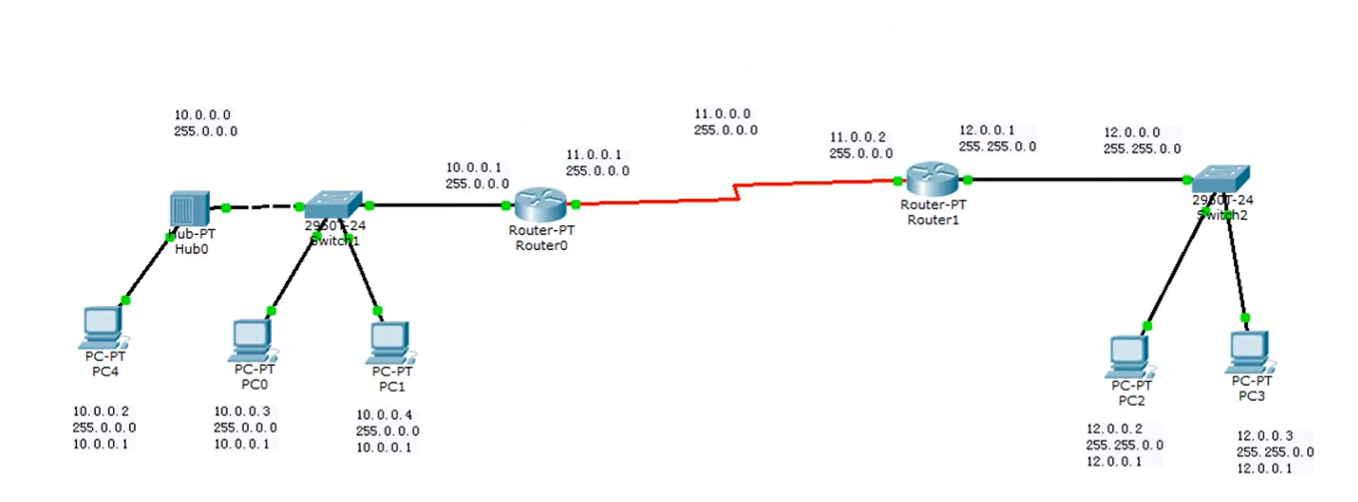 10.0.0.0
255.0.0.0
11.0.0.0
255.0.0.0
10.0.0.1
255.0.0.0
11.0.0.1
255.0.0.0
11.0.0.2
255.0.0.0
12.0.0.1
255.255.0.0
12.0.0.0
255.255.0.0
Hub-PT
Hub0
2950T-24
Switch1
Router-PT
Router0
Router-PT
Router1
2950T-24
Switch2
PC-PT
PC4
10.0.0.2
255.0.0.0
10.0.0.1
PC-PT
PC0
10.0.0.3
255.0.0.0
10.0.0.1
PC-PT
PC1
10.0.0.4
255.0.0.0
10.0.0.1
PC-PT
PC2
12.0.0.2
255.255.0.0
12.0.0.1
PC-PT
PC3
12.0.0.3
255.255.0.0
12.0.0.1